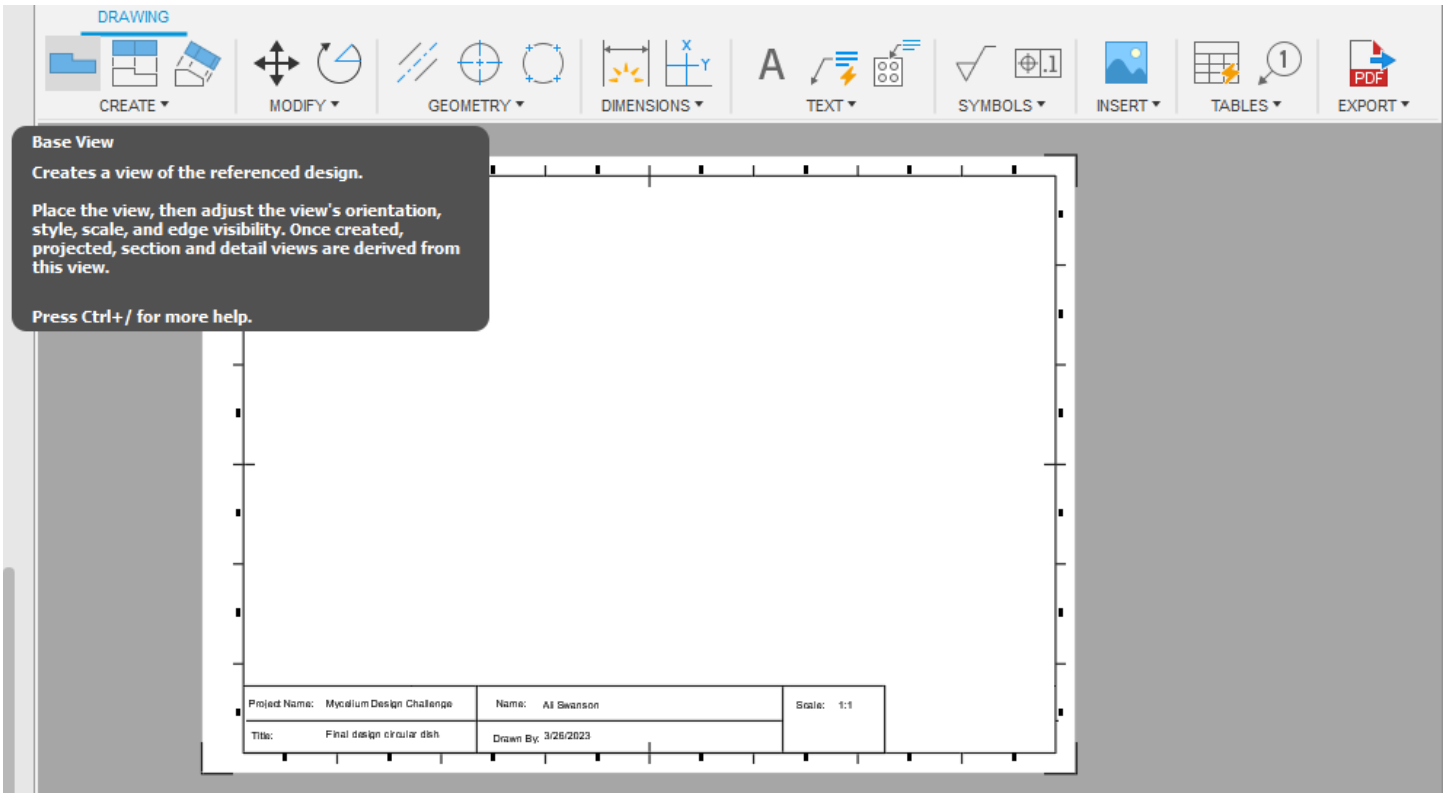 DRAWING
X
Y
A
.1
1
PDF
CREATE ▾ MODIFY ▾ GEOMETRY ▾ DIMENSIONS ▾ TEXT ▾ SYMBOLS ▾ INSERT ▾ TABLES ▾ EXPORT ▾
Base View
Creates a view of the referenced design.
Place the view, then adjust the view's orientation,
style, scale, and edge visibility. Once created,
projected, section and detail views are derived from
this view.
Press Ctrl+/ for more help.
Project Name: Mycelium Design Challenge Name: Ali Swanson Scale: 1:1
Title: Final design circular dish Drawn By: 3/26/2023